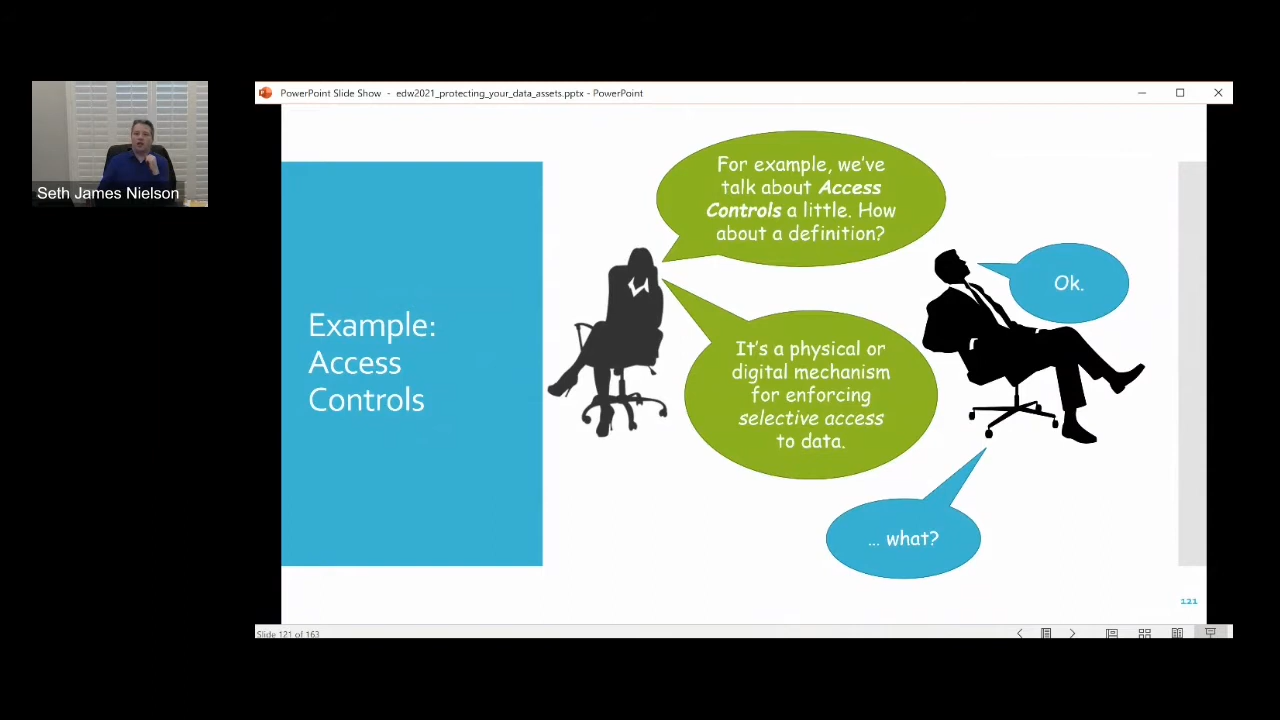 PowerPoint Slide Show - edw2021_protecting_your_data_assets.pptx - PowerPoint
Seth James Nielson
Example:
Access
Controls
For example, we've
talk about Access
Controls a little. How
about a definition?
Ok.
It's a physical or
digital mechanism
for enforcing
selective access
to data.
... what?
121
Slide 121 of 163